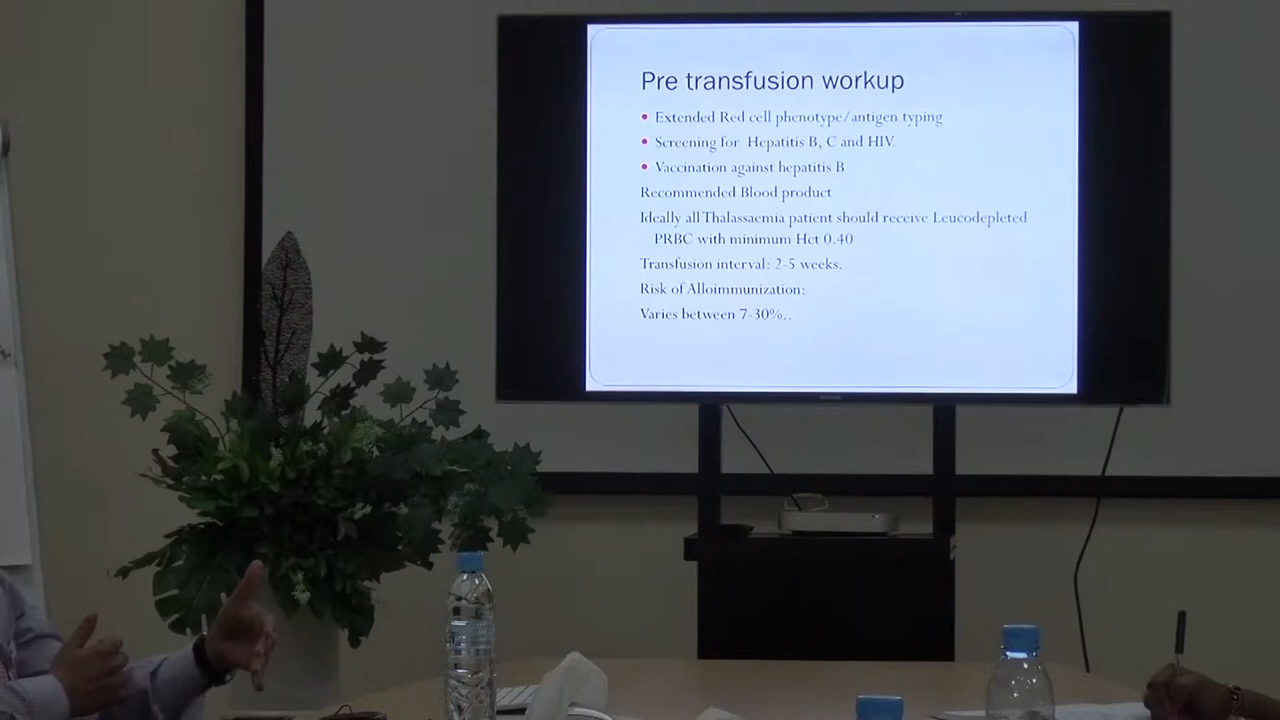 Pre transfusion workup
• Extended Red cell phenotype/antigen typing
• Screening for Hepatitis B, C and HIV.
• Vaccination against hepatitis B
Recommended Blood product
Ideally all Thalassaemia patient should receive Leucodepleted
PRBC with minimum Hct 0.40
Transfusion interval: 2-5 weeks.
Risk of Alloimmunization:
Varies between 7-30%..